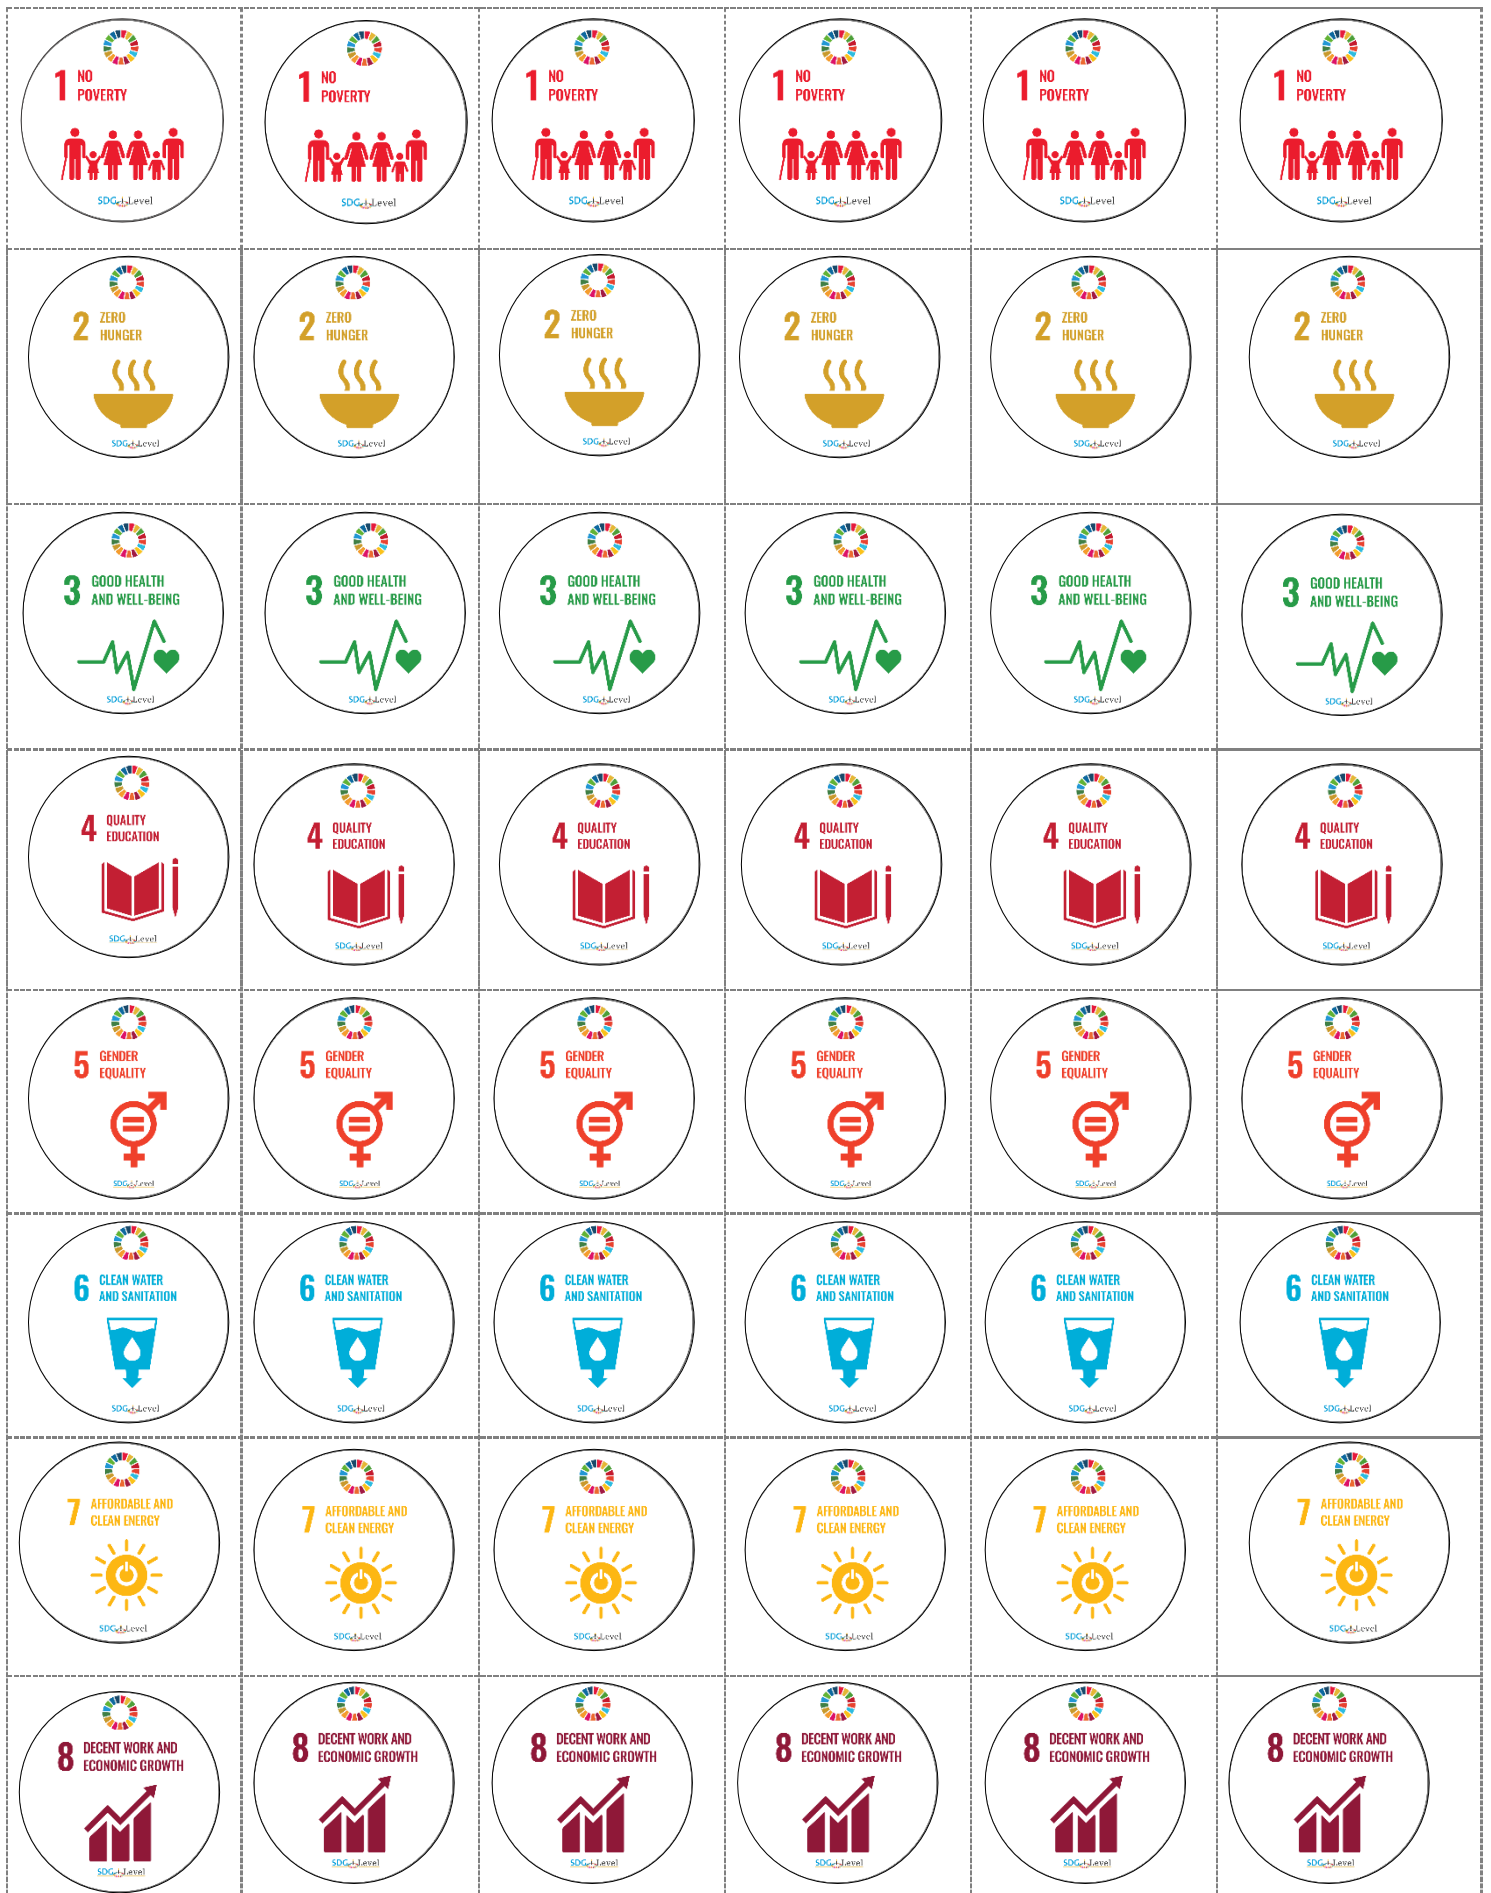 1 NO
POVERTY
SDG Level
1 NO
POVERTY
SDG Level
1 NO
POVERTY
SDG Level
1 NO
POVERTY
SDG Level
1 NO
POVERTY
SDG Level
1 NO
POVERTY
SDG Level
2 ZERO
HUNGER
SDG Level
2 ZERO
HUNGER
SDG Level
2 ZERO
HUNGER
SDG Level
2 ZERO
HUNGER
SDG Level
2 ZERO
HUNGER
SDG Level
2 ZERO
HUNGER
SDG Level
3 GOOD HEALTH
AND WELL-BEING
SDG Level
3 GOOD HEALTH
AND WELL-BEING
SDG Level
3 GOOD HEALTH
AND WELL-BEING
SDG Level
3 GOOD HEALTH
AND WELL-BEING
SDG Level
3 GOOD HEALTH
AND WELL-BEING
SDG Level
3 GOOD HEALTH
AND WELL-BEING
SDG Level
4 QUALITY
EDUCATION
SDG Level
4 QUALITY
EDUCATION
SDG Level
4 QUALITY
EDUCATION
SDG Level
4 QUALITY
EDUCATION
SDG Level
4 QUALITY
EDUCATION
SDG Level
4 QUALITY
EDUCATION
SDG Level
5 GENDER
EQUALITY
SDG Level
5 GENDER
EQUALITY
SDG Level
5 GENDER
EQUALITY
SDG Level
5 GENDER
EQUALITY
SDG Level
5 GENDER
EQUALITY
SDG Level
5 GENDER
EQUALITY
SDG Level
6 CLEAN WATER
AND SANITATION
SDG Level
6 CLEAN WATER
AND SANITATION
SDG Level
6 CLEAN WATER
AND SANITATION
SDG Level
6 CLEAN WATER
AND SANITATION
SDG Level
6 CLEAN WATER
AND SANITATION
SDG Level
6 CLEAN WATER
AND SANITATION
SDG Level
7 AFFORDABLE AND
CLEAN ENERGY
SDG Level
7 AFFORDABLE AND
CLEAN ENERGY
SDG Level
7 AFFORDABLE AND
CLEAN ENERGY
SDG Level
7 AFFORDABLE AND
CLEAN ENERGY
SDG Level
7 AFFORDABLE AND
CLEAN ENERGY
SDG Level
7 AFFORDABLE AND
CLEAN ENERGY
SDG Level
8 DECENT WORK AND
ECONOMIC GROWTH
SDG Level
8 DECENT WORK AND
ECONOMIC GROWTH
SDG Level
8 DECENT WORK AND
ECONOMIC GROWTH
SDG Level
8 DECENT WORK AND
ECONOMIC GROWTH
SDG Level
8 DECENT WORK AND
ECONOMIC GROWTH
SDG Level
8 DECENT WORK AND
ECONOMIC GROWTH
SDG Level